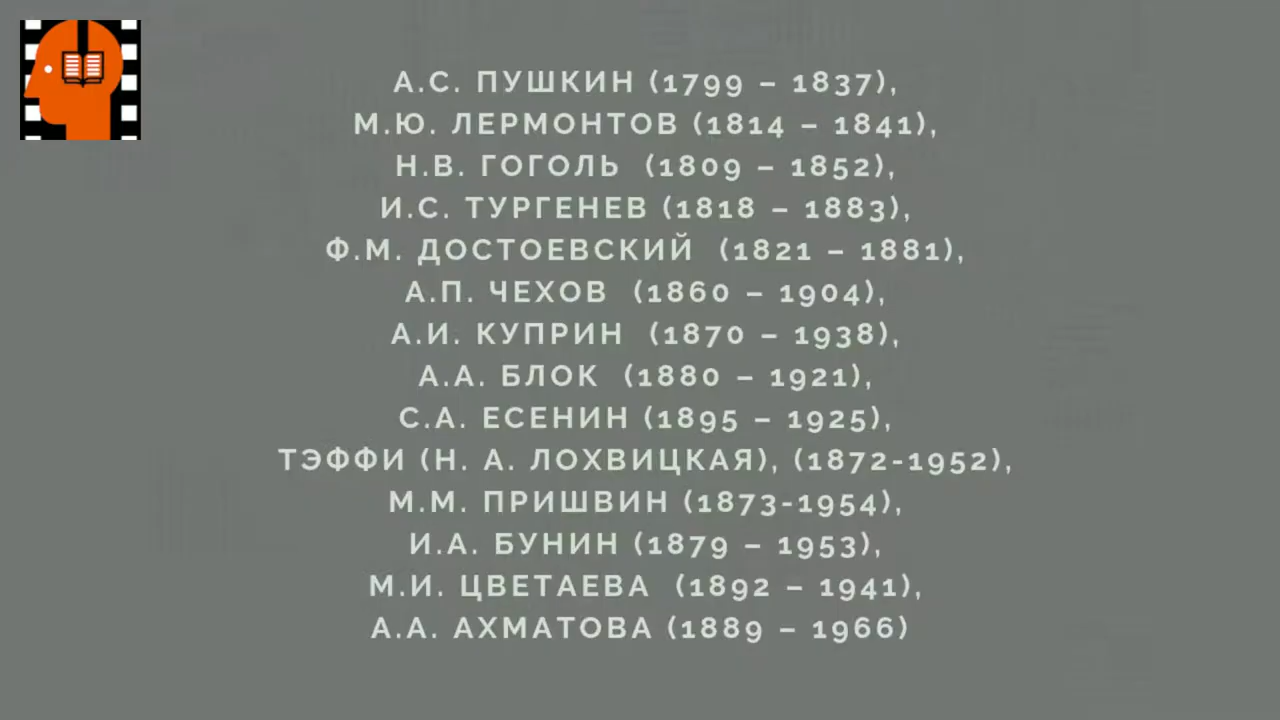 А.С. ПУШКИН (1799 – 1837),
М.Ю. ЛЕРМОНТОВ (1814 – 1841),
Н.В. ГОГОЛЬ (1809 – 1852),
И.С. ТУРГЕНЕВ (1818 – 1883),
Ф.М. ДОСТОЕВСКИЙ (1821 – 1881),
А.П. ЧЕХОВ (1860 – 1904),
А.И. КУПРИН (1870 – 1938),
А.А. БЛОК (1880 – 1921),
С.А. ЕСЕНИН (1895 – 1925),
ТЭФФИ (Н. А. ЛОХВИЦКАЯ), (1872-1952),
М.М. ПРИШВИН (1873-1954),
И.А. БУНИН (1879 – 1953),
М.И. ЦВЕТАЕВА (1892 – 1941),
А.А. АХМАТОВА (1889 – 1966)